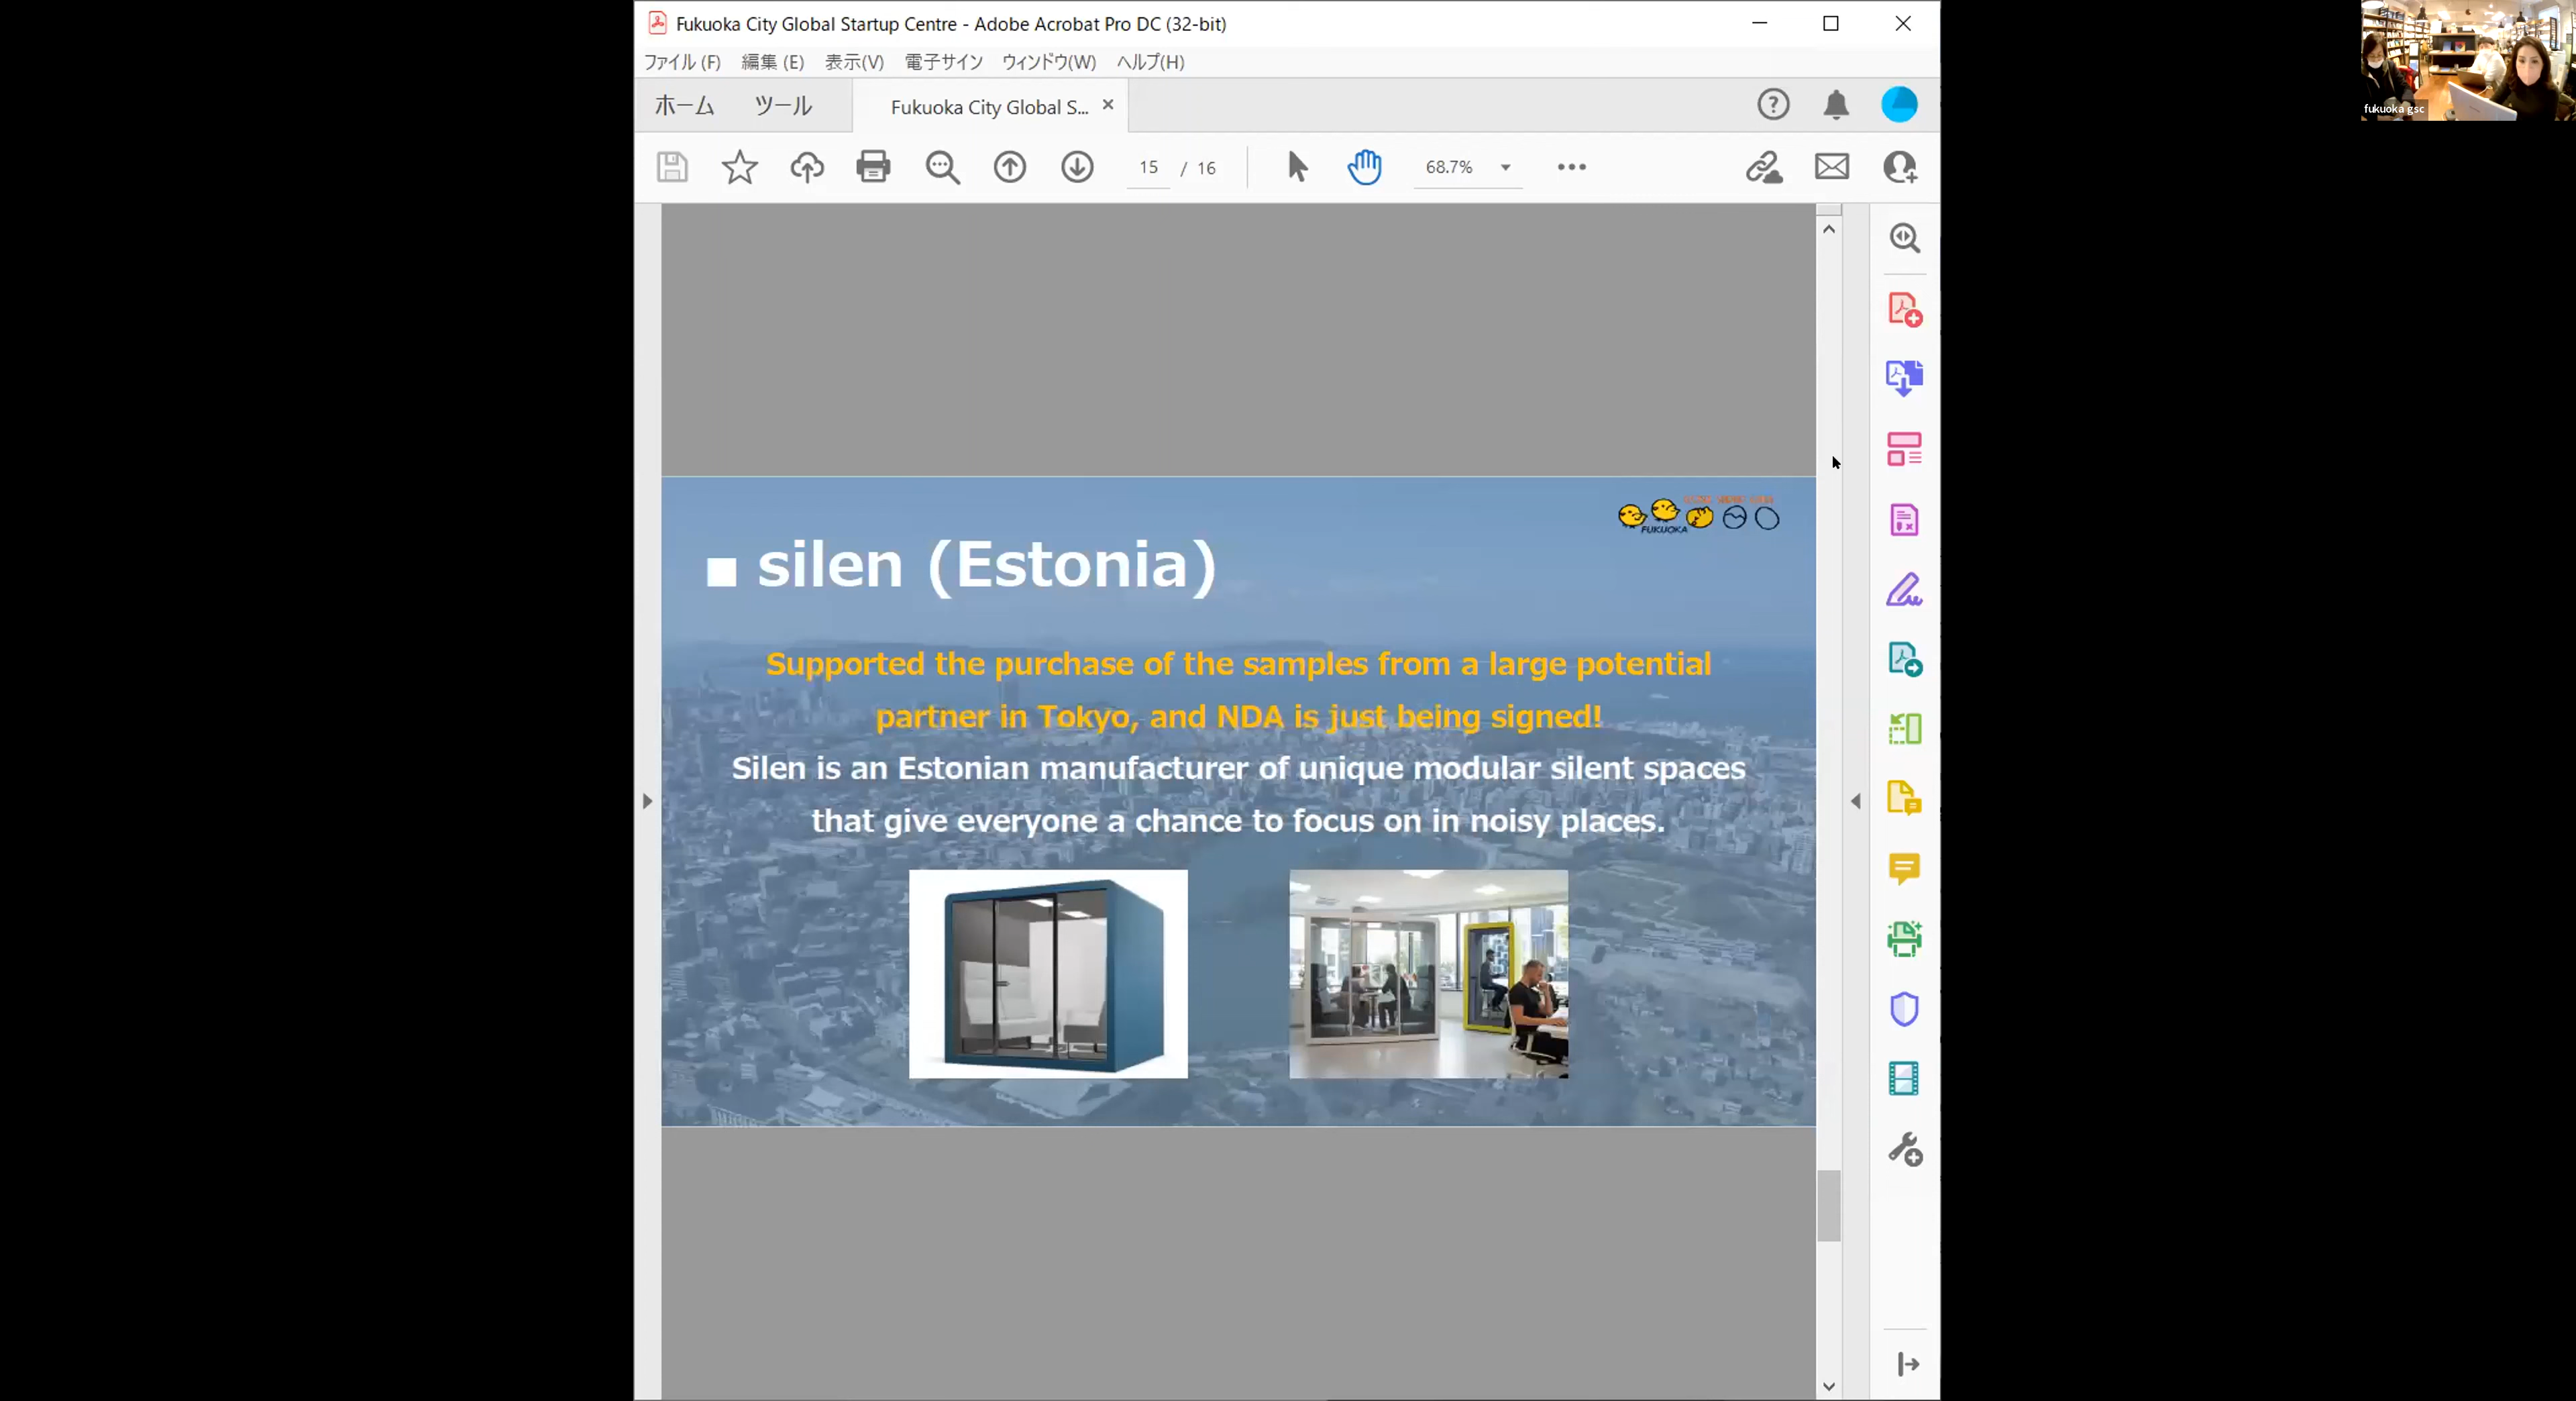 Fukuoka City Global Startup Centre - Adobe Acrobat Pro DC (32-bit)
ファイル (F) 編集 (E) 表示(V) 電子サイン ウィンドウ(W) ヘルプ(H)
ホーム ツール Fukuoka City Global S...
15 / 16 68.7%
fukuoka gsc
FUKUOKA
■ silen (Estonia)
Supported the purchase of the samples from a large potential
partner in Tokyo, and NDA is just being signed!
Silen is an Estonian manufacturer of unique modular silent spaces
that give everyone a chance to focus on in noisy places.